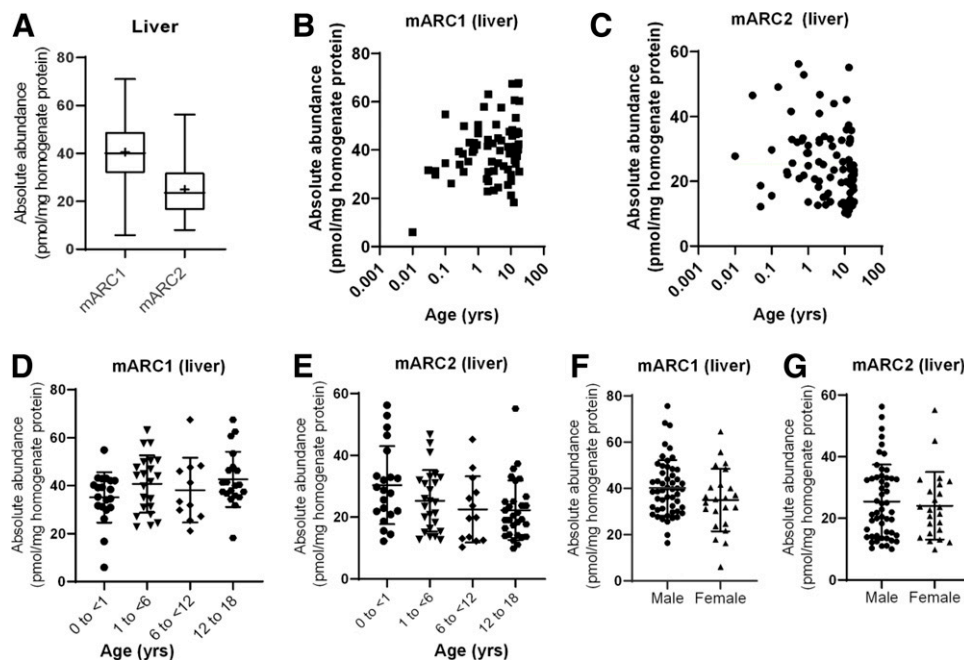 A
Liver
Absolute abundance
(pmol/mg homogenate protein)
80
60
40
20
0
mARC1
mARC2
B
mARC1 (liver)
Absolute abundance
(pmol/mg homogenate protein)
80
60
40
20
0
0.001
0.01
0.1
1
10
100
Age (yrs)
C
mARC2 (liver)
Absolute abundance
(pmol/mg homogenate protein)
60
40
20
0
0.001
0.01
0.1
1
10
100
Age (yrs)
D
mARC1 (liver)
Absolute abundance
(pmol/mg homogenate protein)
80
60
40
20
0
0 to <1
1 to <6
6 to <12
12 to 18
Age (yrs)
E
mARC2 (liver)
Absolute abundance
(pmol/mg homogenate protein)
60
40
20
0
0 to <1
1 to <6
6 to <12
12 to 18
Age (yrs)
F
mARC1 (liver)
Absolute abundance
(pmol/mg homogenate protein)
80
60
40
20
0
Male Female
G
mARC2 (liver)
Absolute abundance
(pmol/mg homogenate protein)
60
40
20
0
Male Female